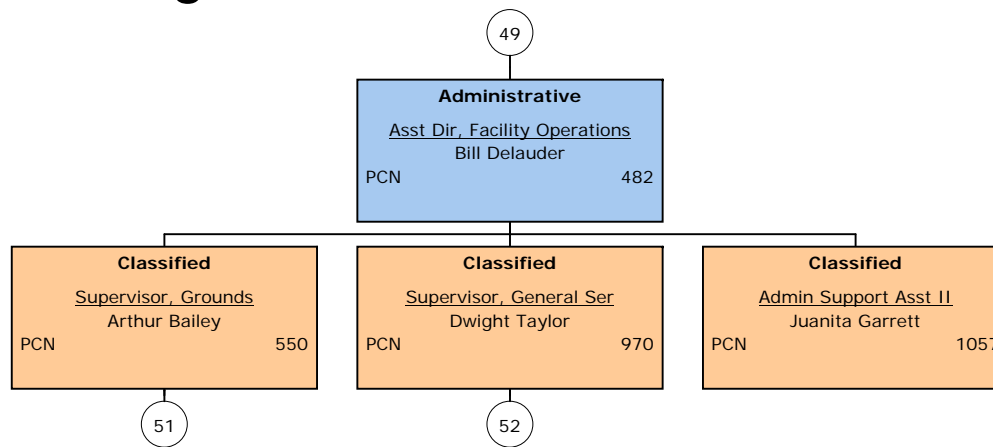 49
Administrative
Asst Dir, Facility Operations
Bill Delauder
PCN 482
Classified
Supervisor, Grounds
Arthur Bailey
PCN 550
Classified
Supervisor, General Ser
Dwight Taylor
PCN 970
Classified
Admin Support Asst II
Juanita Garrett
PCN 1057
51
52